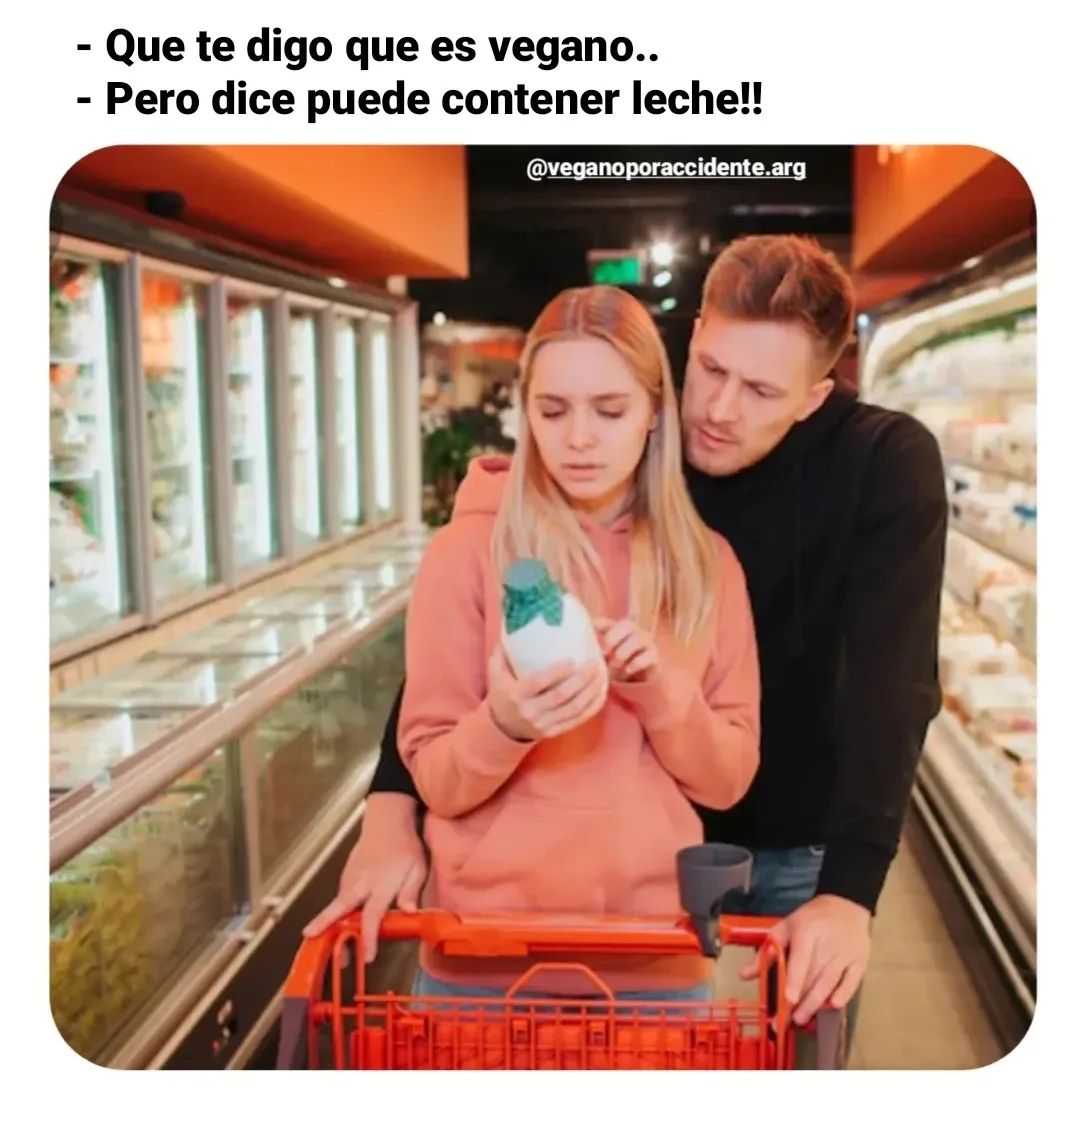 - Que te digo que es vegano..
- Pero dice puede contener leche!!
@veganoporaccidente.arg